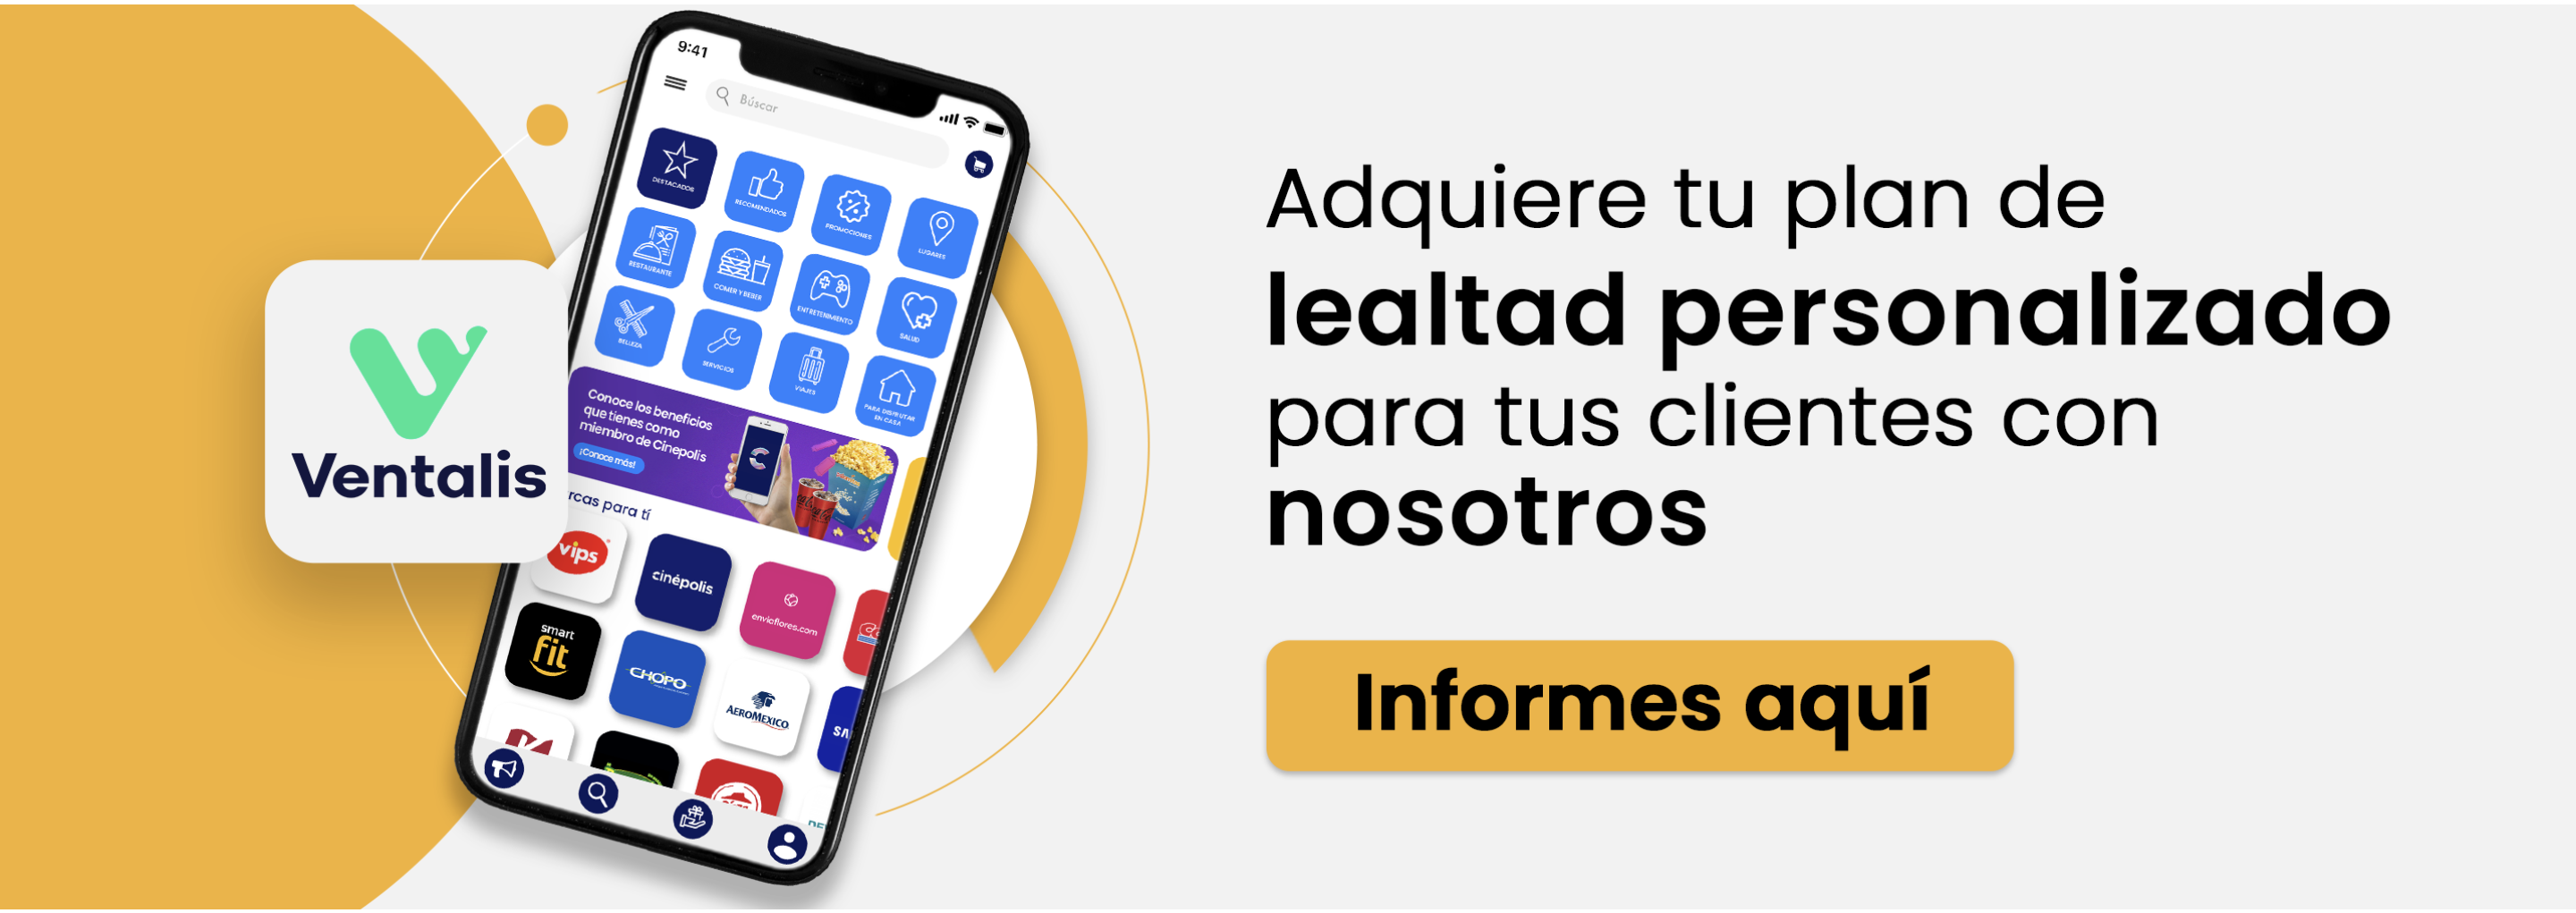 9:41
Búscar
DESTACADOS
RECOMENDADOS
PROMOCIONES
LUGARES
RESTAURANTE
COMER Y BEBER
ENTRETENIMIENTO
SALUD
BELLEZA
SERVICIOS
VIAJES
PARA DISFRUTAR
EN CASA
Conoce los beneficios
que tienes como
miembro de Cinepolis
¡Conoce más!
Ventalis
rcas para tí
vips
cinépolis
envioflores.com
smart
fit
CHOPO
AEROMEXICO
Adquiere tu plan de
lealtad personalizado
para tus clientes con
nosotros
Informes aquí